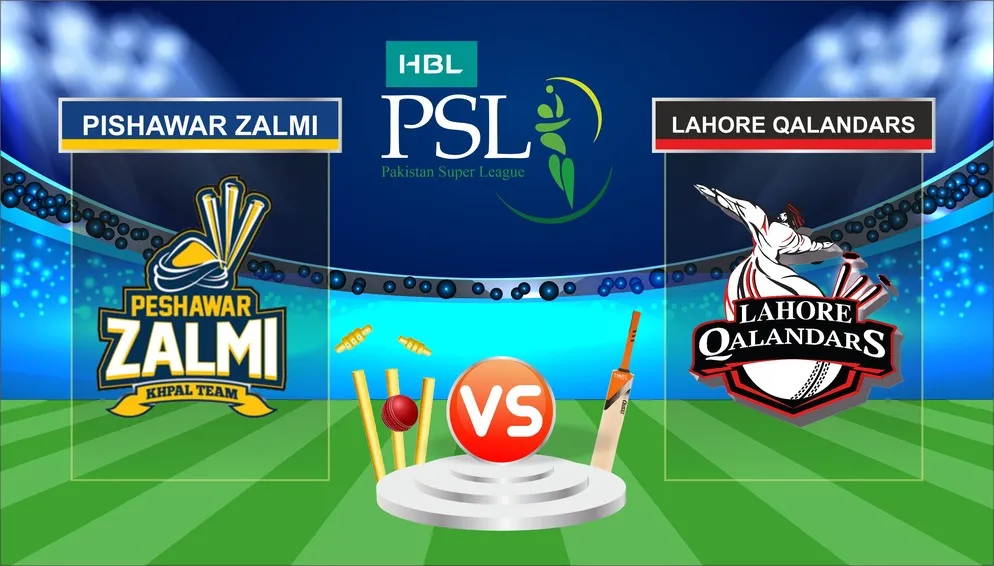 HBL
PSL
Pakistan Super League
PISHAWAR ZALMI
LAHORE QALANDARS
PESHAWAR
ZALMI
KHPAL TEAM
LAHORE
QALANDARS
VS